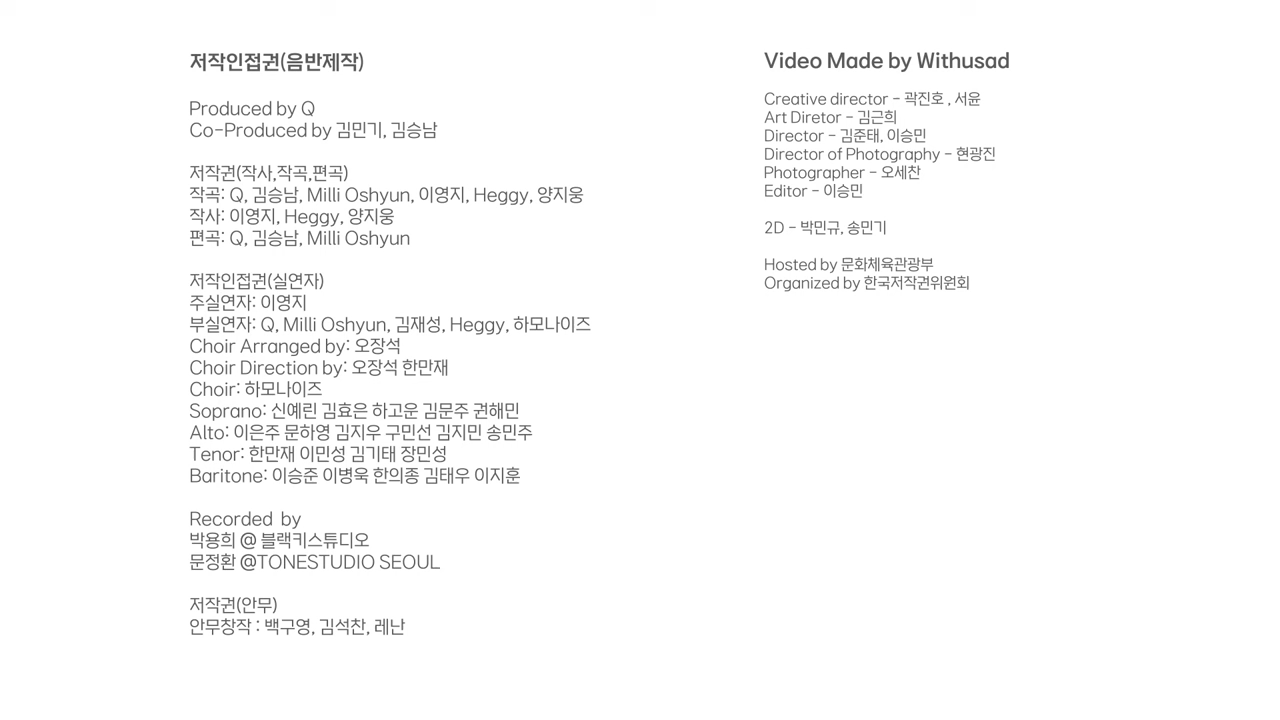 저작인접권(음반제작)
Produced by Q
Co-Produced by 김민기, 김승남
저작권(작사,작곡,편곡)
작곡: Q, 김승남, Milli Oshyun, 이영지, Heggy, 양지웅
작사: 이영지, Heggy, 양지웅
편곡: Q, 김승남, Milli Oshyun
저작인접권(실연자)
주실연자: 이영지
부실연자: Q, Milli Oshyun, 김재성, Heggy, 하모나이즈
Choir Arranged by: 오장석
Choir Direction by: 오장석 한만재
Choir: 하모나이즈
Soprano: 신예린 김효은 하고운 김문주 권해민
Alto: 이은주 문하영 김지우 구민선 김지민 송민주
Tenor: 한만재 이민성 김기태 장민성
Baritone: 이승준 이병욱 한의종 김태우 이지훈
Recorded  by
박용희 @ 블랙키스튜디오
문정환 @TONESTUDIO SEOUL
저작권(안무)
안무창작 : 백구영, 김석찬, 레난
Video Made by Withusad
Creative director - 곽진호 , 서윤
Art Diretor - 김근희
Director - 김준태, 이승민
Director of Photography - 현광진
Photographer - 오세찬
Editor - 이승민
2D - 박민규, 송민기
Hosted by 문화체육관광부
Organized by 한국저작권위원회